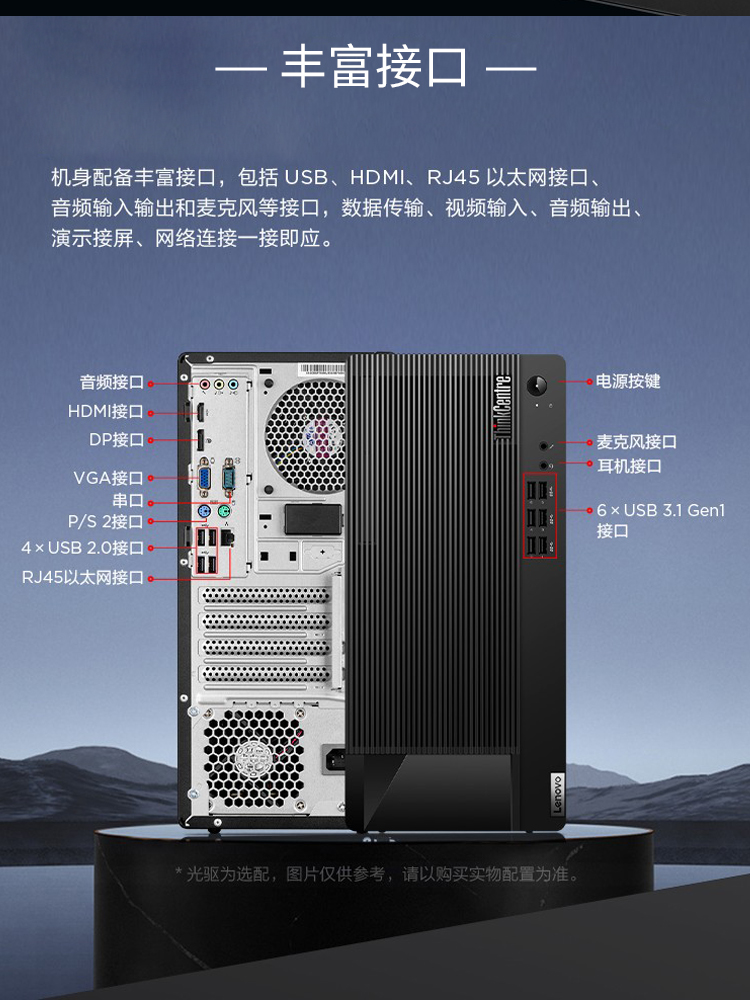 — 丰富接口 —
机身配备丰富接口，包括 USB、HDMI、RJ45 以太网接口、
音频输入输出和麦克风等接口，数据传输、视频输入、音频输出、
演示接屏、网络连接一接即应。
音频接口
HDMI接口
DP接口
VGA接口
串口
P/S 2接口
4×USB 2.0接口
RJ45以太网接口
ThinkCentre
电源按键
麦克风接口
耳机接口
6×USB 3.1 Gen1
接口
Lenovo
*光驱为选配，图片仅供参考，请以购买实物配置为准。